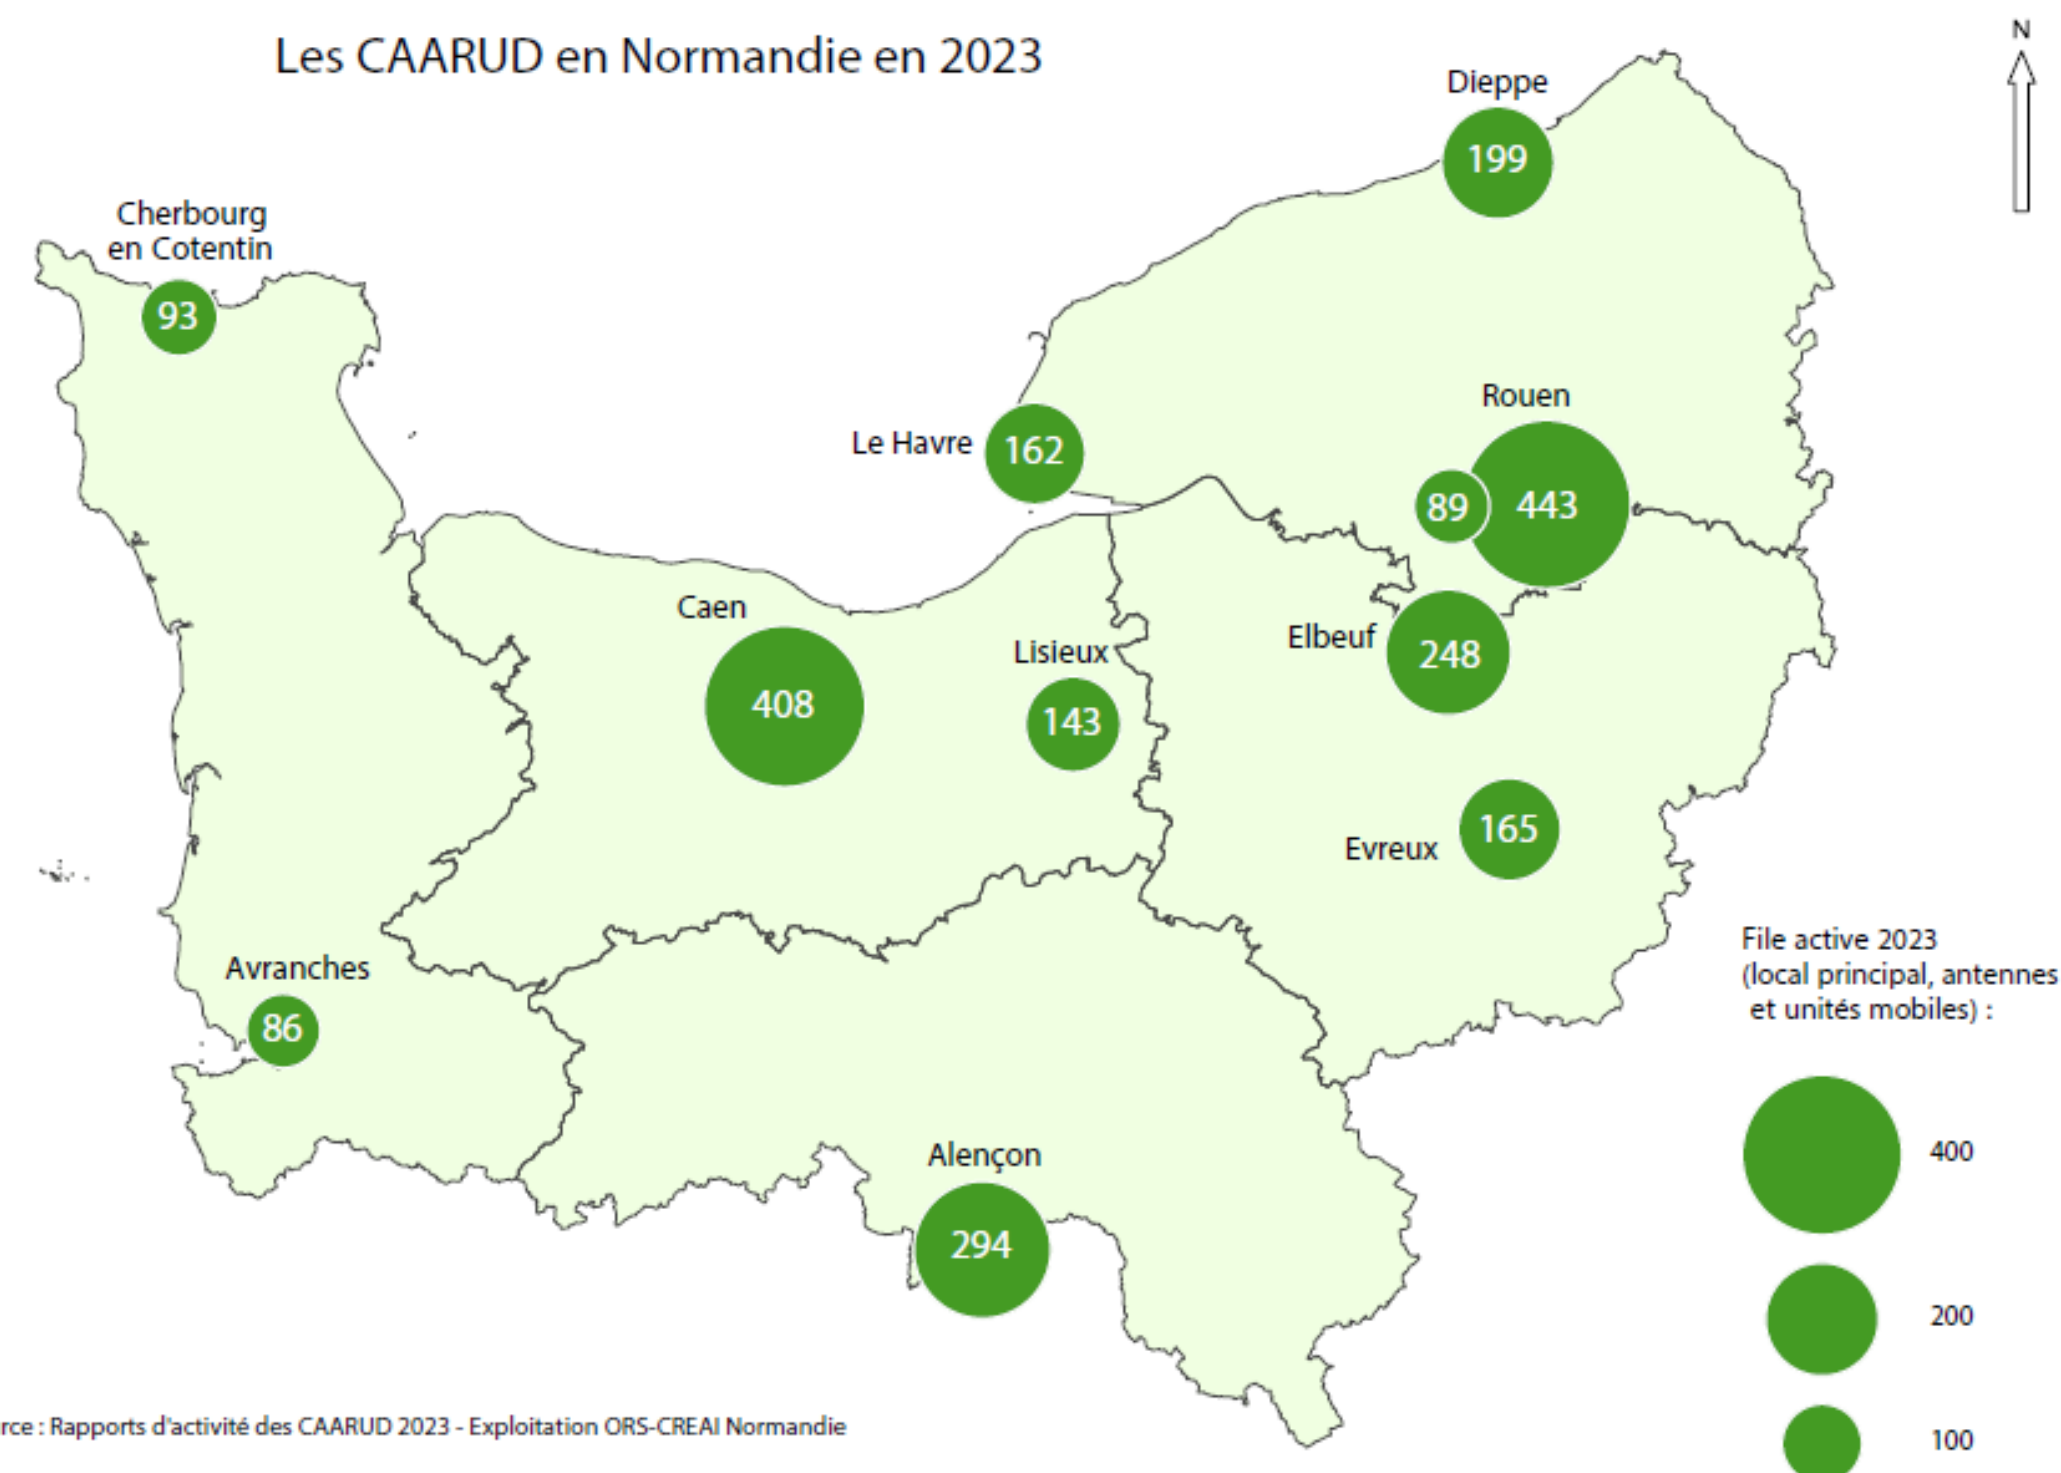 Les CAARUD en Normandie en 2023
N
Dieppe
199
Cherbourg
en Cotentin
93
Rouen
Le Havre
162
89
443
Caen
Elbeuf
248
Lisieux
408
143
165
Evreux
File active 2023
(local principal, antennes
et unités mobiles) :
Avranches
86
Alençon
400
294
200
rce : Rapports d'activité des CAARUD 2023 - Exploitation ORS-CREAI Normandie
100